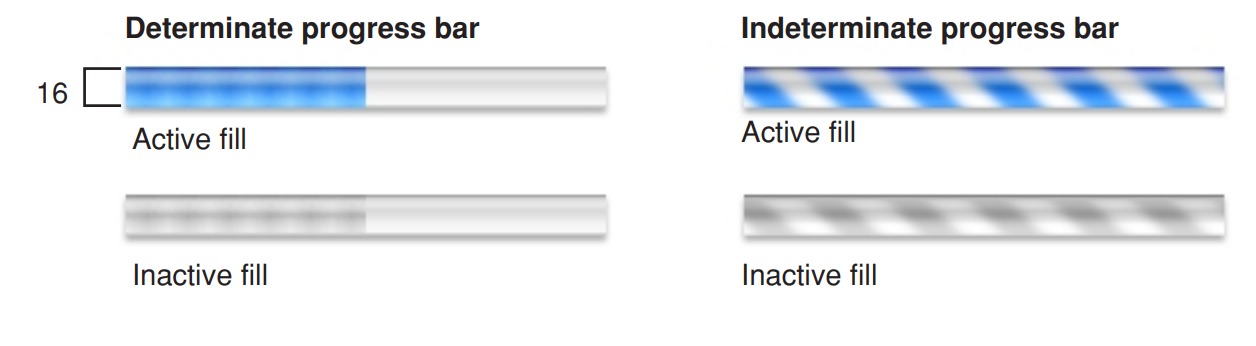 Determinate progress bar
Indeterminate progress bar
16
Active fill
Active fill
Inactive fill
Inactive fill